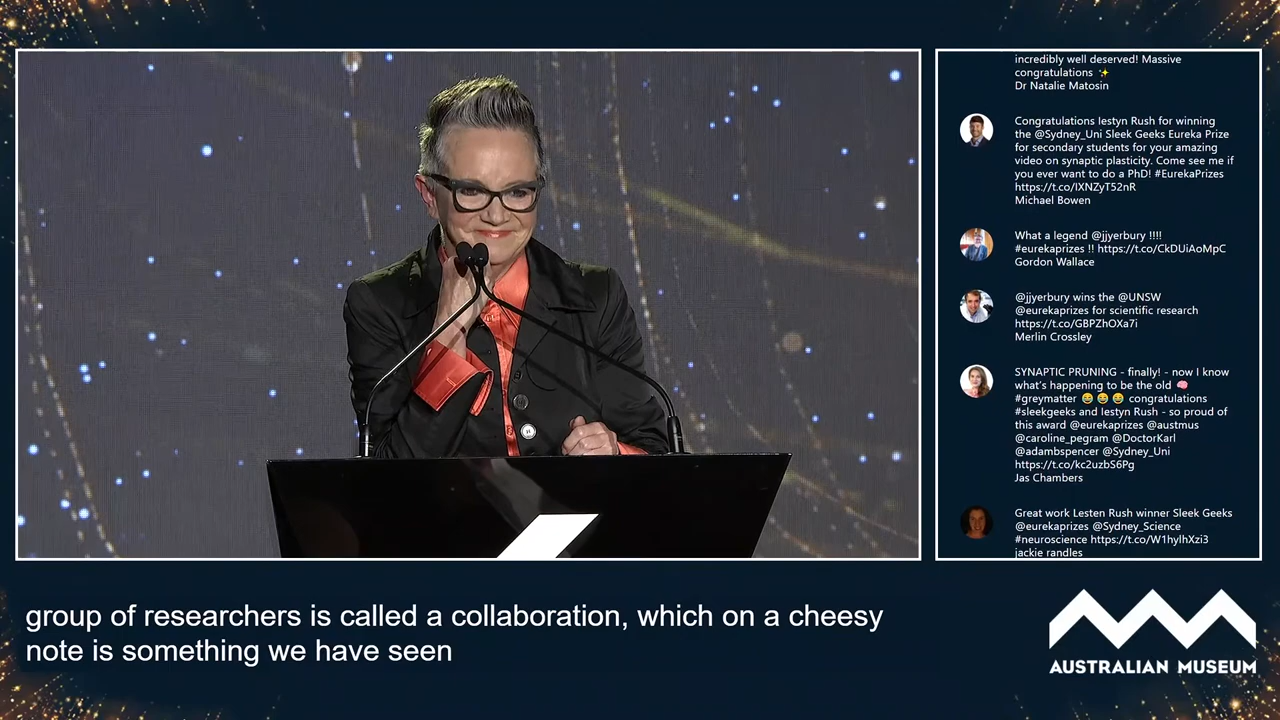 incredibly well deserved! Massive
congratulations ✨
Dr Natalie Matosin
Congratulations Iestyn Rush for winning
the @Sydney_Uni Sleek Geeks Eureka Prize
for secondary students for your amazing
video on synaptic plasticity. Come see me if
you ever want to do a PhD! #EurekaPrizes
https://t.co/IXNZyT52nR
Michael Bowen
What a legend @jjyerbury !!!!
#eurekaprizes !! https://t.co/CkDUiAoMpC
Gordon Wallace
@jjyerbury wins the @UNSW
@eurekaprizes for scientific research
https://t.co/GBPZhOXa7i
Merlin Crossley
SYNAPTIC PRUNING - finally! - now I know
what's happening to be the old 🧠
#greymatter 😂 😂 😂 congratulations
#sleekgeeks and Iestyn Rush - so proud of
this award @eurekaprizes @austmus
@caroline_pegram @DoctorKarl
@adambspencer @Sydney_Uni
https://t.co/kc2uzbS6Pg
Jas Chambers
Great work Lesten Rush winner Sleek Geeks
@eurekaprizes @Sydney_Science
#neuroscience https://t.co/W1hylhXzi3
jackie randles
group of researchers is called a collaboration, which on a cheesy
note is something we have seen
AUSTRALIAN MUSEUM